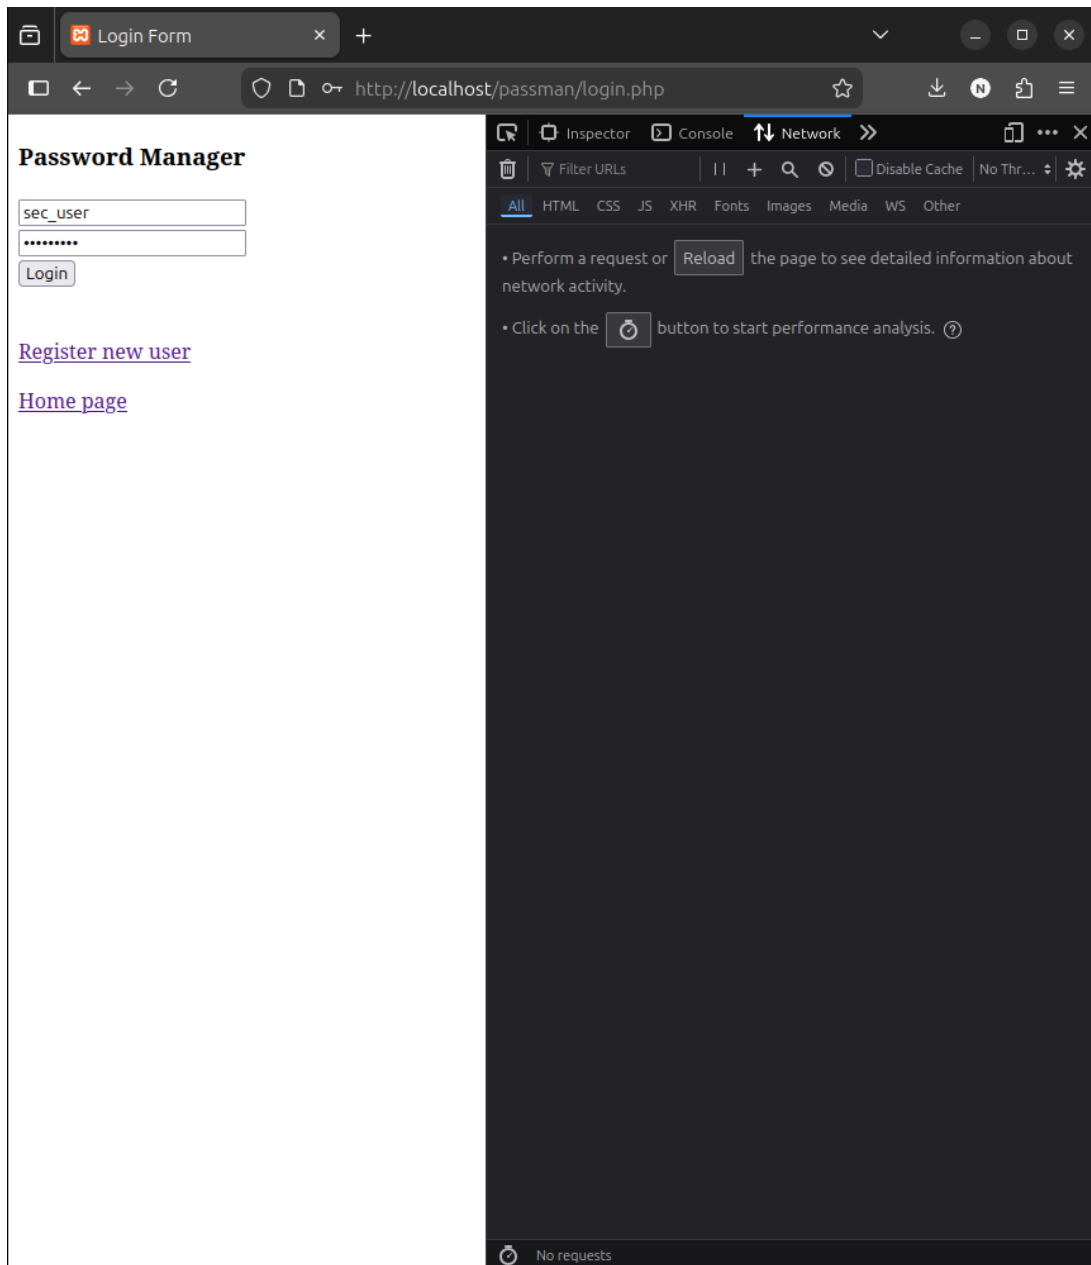 Login Form
http://localhost/passman/login.php
N
Password Manager
sec_user
•••••••••
Login
Register new user
Home page
Inspector Console Network
Filter URLs Disable Cache No Thr...
All HTML CSS JS XHR Fonts Images Media WS Other
• Perform a request or Reload the page to see detailed information about
network activity.
• Click on the button to start performance analysis. ?
No requests